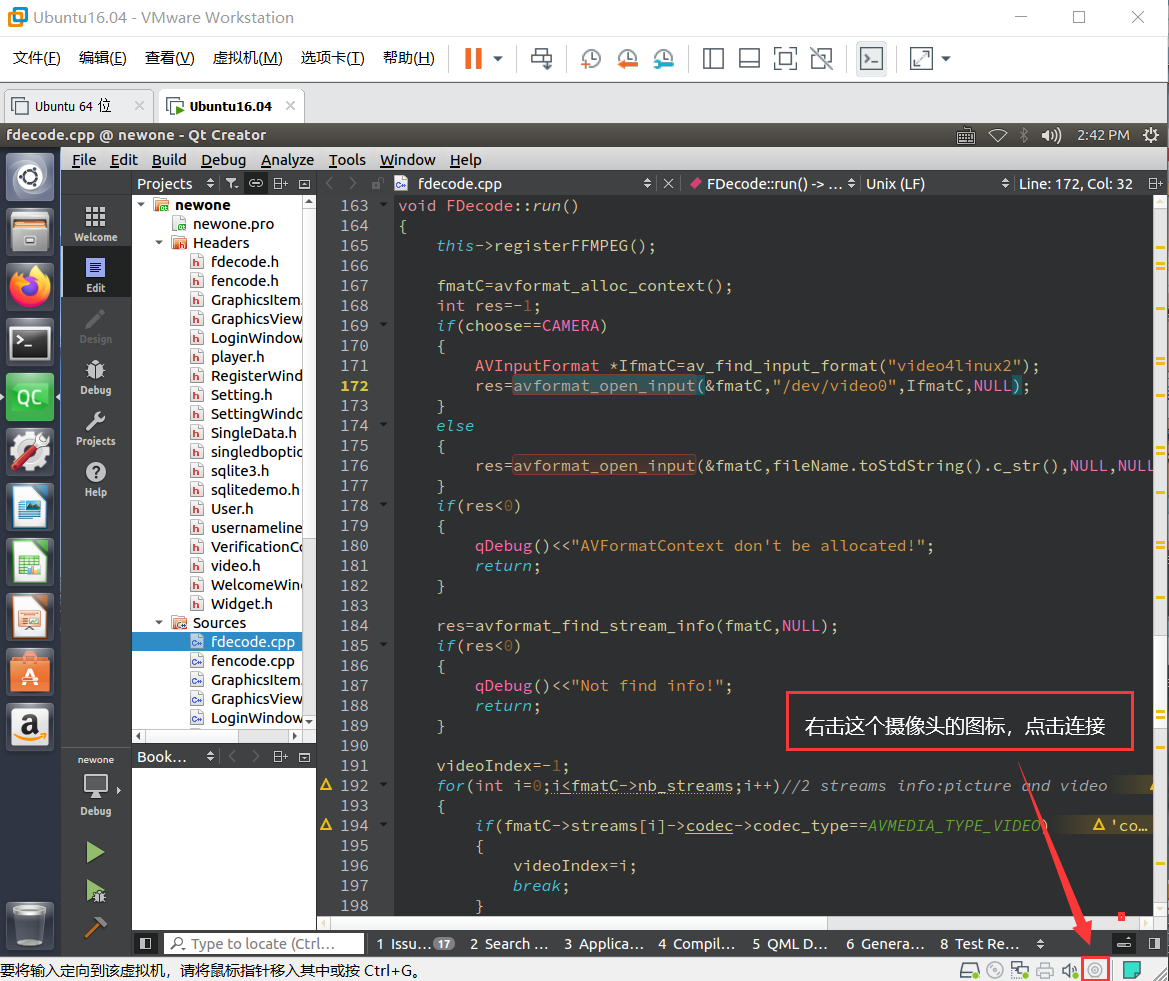 Ubuntu16.04 - VMware Workstation
文件(F) 编辑(E) 查看(V) 虚拟机(M) 选项卡(T) 帮助(H)
Ubuntu 64 位
Ubuntu16.04
fdecode.cpp @ newone - Qt Creator
2:42 PM
File Edit Build Debug Analyze Tools Window Help
Projects
fdecode.cpp
FDecode::run() -> ...
Unix (LF)
Line: 172, Col: 32
Welcome
Edit
Design
Debug
Projects
Help
newone
newone.pro
Headers
fdecode.h
fencode.h
GraphicsItem.
GraphicsView
LoginWindow
player.h
RegisterWind
Setting.h
SettingWindo
SingleData.h
singledboptic
sqlite3.h
sqlitedemo.h
User.h
usernameline
VerificationCo
video.h
WelcomeWin
Widget.h
Sources
fdecode.cpp
fencode.cpp
GraphicsItem.
GraphicsView
LoginWindow
Book...
newone
Debug
163 void FDecode::run()
164 {
165 this->registerFFMPEG();
166
167 fmatC=avformat_alloc_context();
168 int res=-1;
169 if(choose==CAMERA)
170 {
171 AVInputFormat *IfmatC=av_find_input_format("video4linux2");
172 res=avformat_open_input(&fmatC,"/dev/video0",IfmatC,NULL);
173 }
174 else
175 {
176 res=avformat_open_input(&fmatC,fileName.toStdString().c_str(),NULL,NULL
177 }
178 if(res<0)
179 {
180 qDebug()<<"AVFormatContext don't be allocated!";
181 return;
182 }
183
184 res=avformat_find_stream_info(fmatC,NULL);
185 if(res<0)
186 {
187 qDebug()<<"Not find info!";
188 return;
189 }
190
191 videoIndex=-1;
192 for(int i=0;i<fmatC->nb_streams;i++)//2 streams info:picture and video
193 {
194 if(fmatC->streams[i]->codec->codec_type==AVMEDIA_TYPE_VIDEO) 'co...
195 {
196 videoIndex=i;
197 break;
198 }
右击这个摄像头的图标，点击连接
Type to locate (Ctrl...
1 Issu... 17 2 Search ... 3 Applica... 4 Compil... 5 QML D... 6 Genera... 8 Test Re...
要将输入定向到该虚拟机，请将鼠标指针移入其中或按 Ctrl+G。